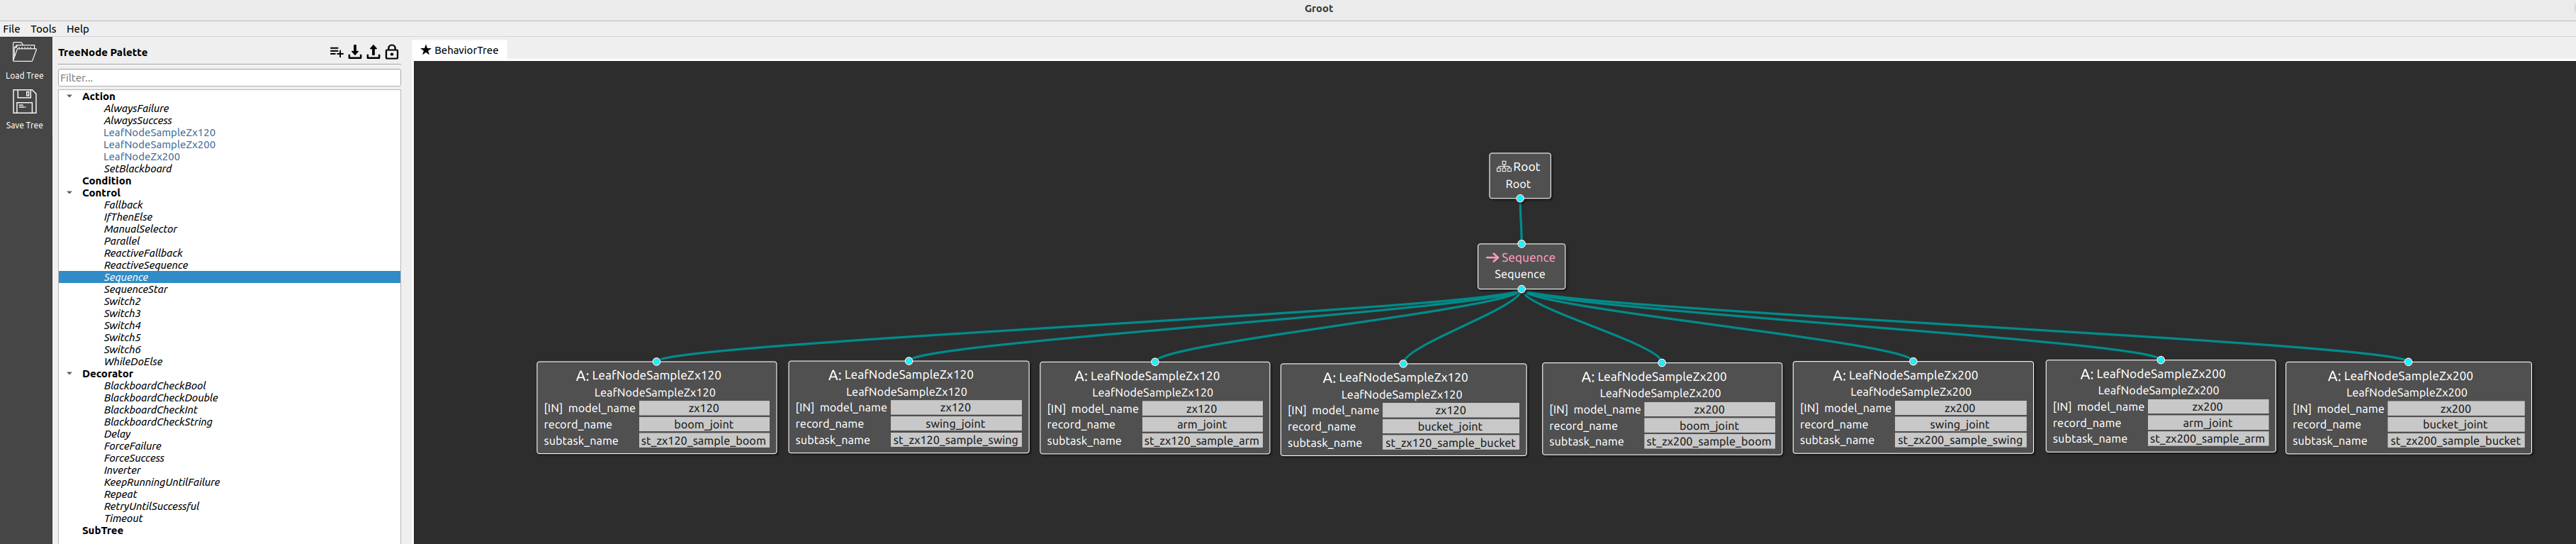 Groot
File Tools Help
Load Tree
Save Tree
TreeNode Palette
Filter...
Action
AlwaysFailure
AlwaysSuccess
LeafNodeSampleZx120
LeafNodeSampleZx200
LeafNodeZx200
SetBlackboard
Condition
Control
Fallback
IfThenElse
ManualSelector
Parallel
ReactiveFallback
ReactiveSequence
Sequence
SequenceStar
Switch2
Switch3
Switch4
Switch5
Switch6
WhileDoElse
Decorator
BlackboardCheckBool
BlackboardCheckDouble
BlackboardCheckInt
BlackboardCheckString
Delay
ForceFailure
ForceSuccess
Inverter
KeepRunningUntilFailure
Repeat
RetryUntilSuccessful
Timeout
SubTree
★ BehaviorTree
Root
Root
Sequence
Sequence
A: LeafNodeSampleZx120
LeafNodeSampleZx120
[IN] model_name zx120
record_name boom_joint
subtask_name st_zx120_sample_boom
A: LeafNodeSampleZx120
LeafNodeSampleZx120
[IN] model_name zx120
record_name swing_joint
subtask_name st_zx120_sample_swing
A: LeafNodeSampleZx120
LeafNodeSampleZx120
[IN] model_name zx120
record_name arm_joint
subtask_name st_zx120_sample_arm
A: LeafNodeSampleZx120
LeafNodeSampleZx120
[IN] model_name zx120
record_name bucket_joint
subtask_name st_zx120_sample_bucket
A: LeafNodeSampleZx200
LeafNodeSampleZx200
[IN] model_name zx200
record_name boom_joint
subtask_name st_zx200_sample_boom
A: LeafNodeSampleZx200
LeafNodeSampleZx200
[IN] model_name zx200
record_name swing_joint
subtask_name st_zx200_sample_swing
A: LeafNodeSampleZx200
LeafNodeSampleZx200
[IN] model_name zx200
record_name arm_joint
subtask_name st_zx200_sample_arm
A: LeafNodeSampleZx200
LeafNodeSampleZx200
[IN] model_name zx200
record_name bucket_joint
subtask_name st_zx200_sample_bucket